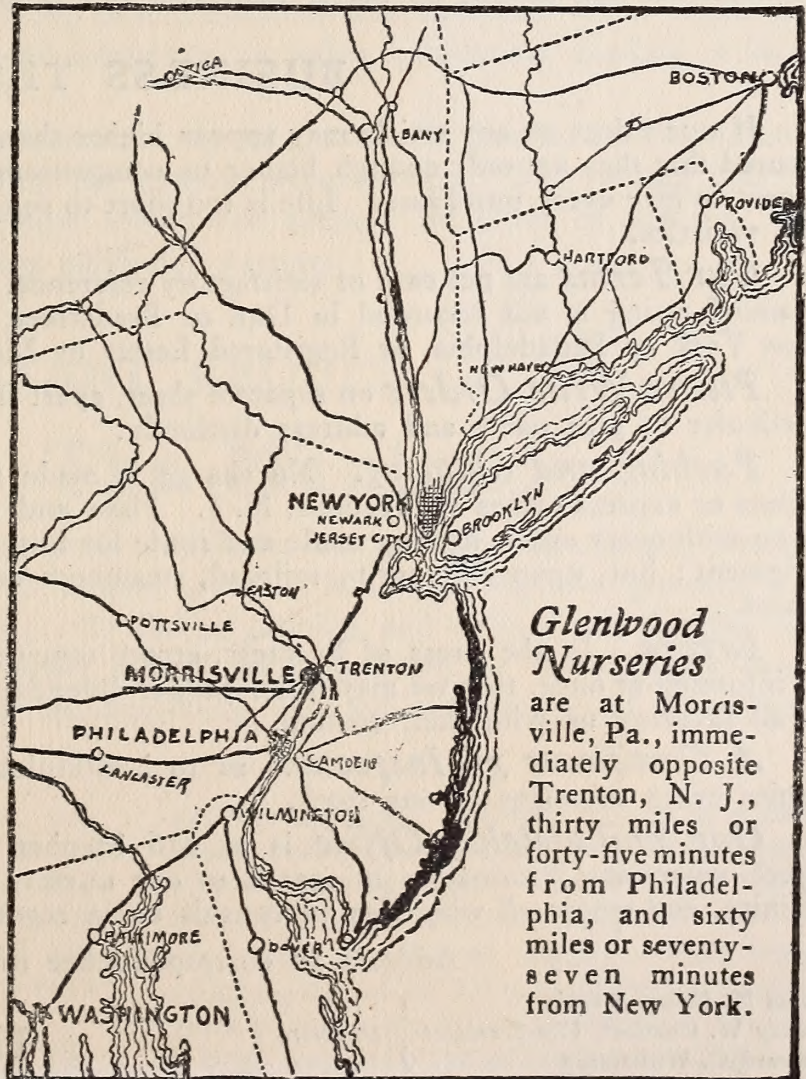 UTICA
BANY
BOSTON
PROVIDEN
HARTFORD
NEW HAVEN
NEW YORK
NEWARK
JERSEY CITY
BROOKLYN
EASTON
POTTSVILLE
MORRISVILLE
TRENTON
PHILADELPHIA
CAMDEN
LANCASTER
WILMINGTON
BALTIMORE
DOVER
WASHINGTON
Glenwood
Nurseries
are at Morris-
ville, Pa., imme-
diately opposite
Trenton, N. J.,
thirty miles or
forty-five minutes
from Philadel-
phia, and sixty
miles or seventy-
seven minutes
from New York.